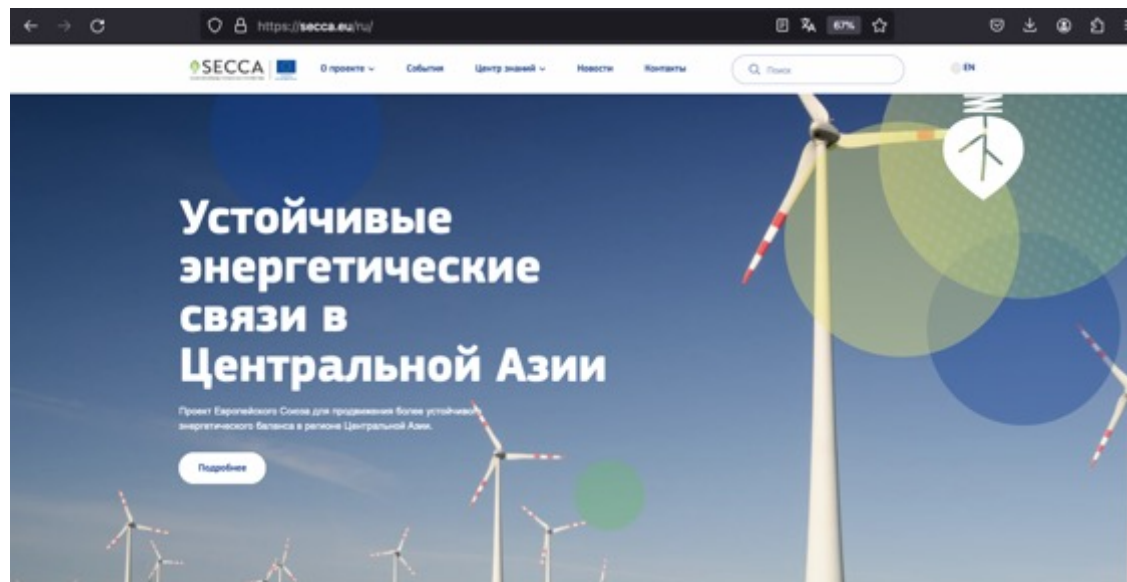 https://secca.eu/ru/
67%
SECCA
О проекте
События
Центр знаний
Новости
Контакты
Поиск
EN
Устойчивые
энергетические
связи в
Центральной Азии
Проект Европейского Союза для продвижения более устойчивого
энергетического баланса в регионе Центральной Азии.
Подробнее